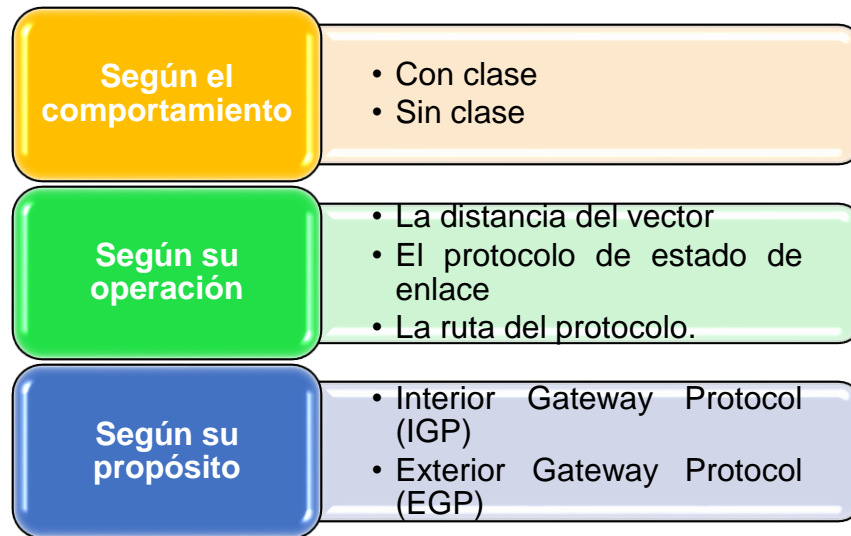 Según el
comportamiento
• Con clase
• Sin clase
Según su
operación
• La distancia del vector
• El protocolo de estado de
enlace
• La ruta del protocolo.
Según su
propósito
• Interior Gateway Protocol
(IGP)
• Exterior Gateway Protocol
(EGP)